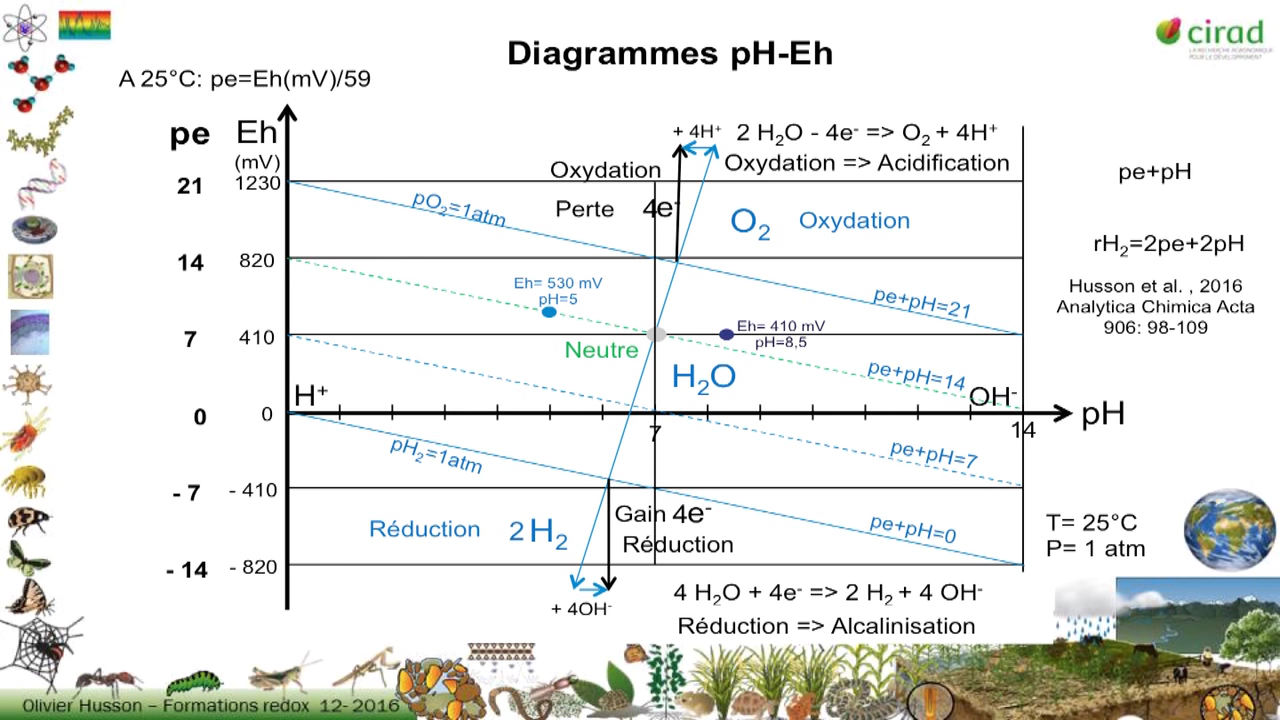 Diagrammes pH-Eh
cirad
LA RECHERCHE AGRONOMIQUE
POUR LE DÉVELOPPEMENT
A 25°C: pe=Eh(mV)/59
pe
Eh
(mV)
+ 4H⁺
2 H₂O - 4e⁻ => O₂ + 4H⁺
Oxydation => Acidification
Oxydation
pe+pH
21
1230
Perte 4e⁻
pO₂=1atm
O₂
Oxydation
rH₂=2pe+2pH
14
820
Eh= 530 mV
pH=5
pe+pH=21
Husson et al. , 2016
Analytica Chimica Acta
906: 98-109
7
410
Eh= 410 mV
pH=8,5
Neutre
H₂O
pe+pH=14
H⁺
OH⁻
0
0
7
14
pH
pH₂=1atm
pe+pH=7
- 7
- 410
Gain 4e⁻
Réduction
Réduction
2 H₂
pe+pH=0
T= 25°C
P= 1 atm
- 14
- 820
+ 4OH⁻
4 H₂O + 4e⁻ => 2 H₂ + 4 OH⁻
Réduction => Alcalinisation
Olivier Husson – Formations redox 12- 2016